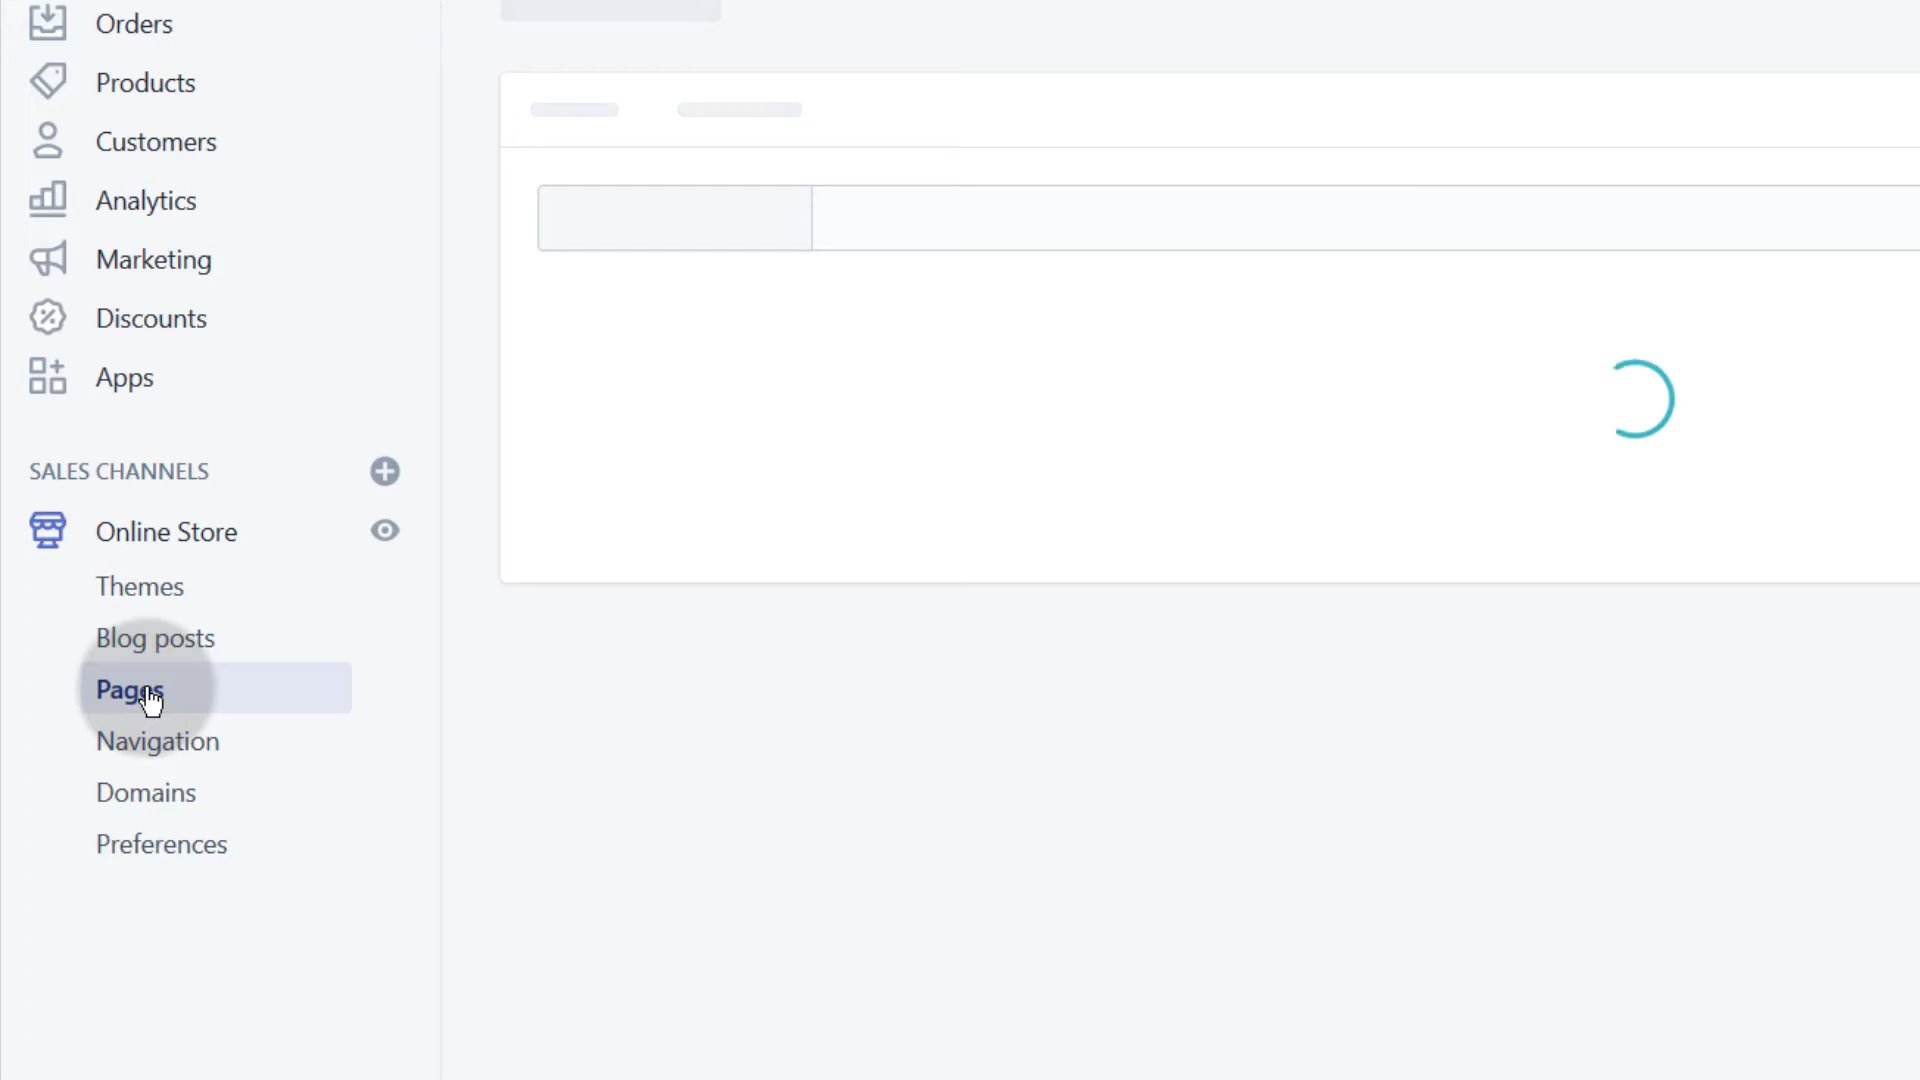 Orders
Products
Customers
Analytics
Marketing
Discounts
Apps
SALES CHANNELS
Online Store
Themes
Blog posts
Pages
Navigation
Domains
Preferences